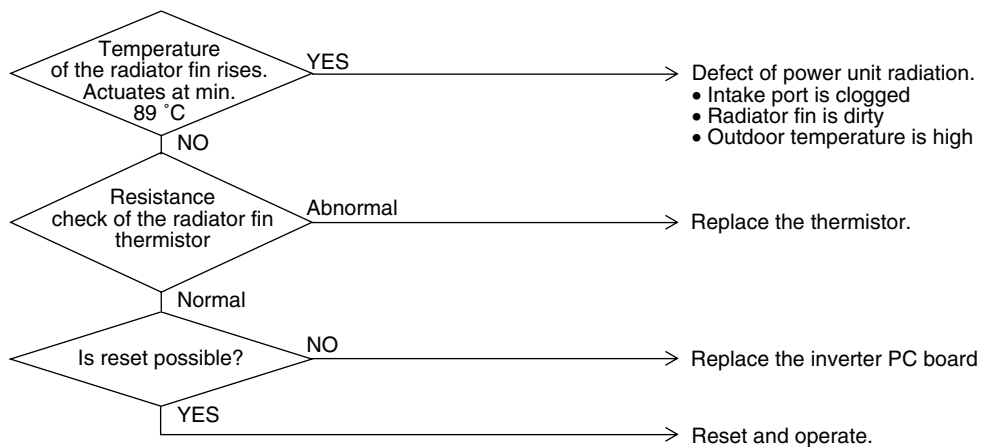 Temperature
of the radiator fin rises.
Actuates at min.
89 ˚C
YES
Defect of power unit radiation.
• Intake port is clogged
• Radiator fin is dirty
• Outdoor temperature is high
NO
Resistance
check of the radiator fin
thermistor
Abnormal
Replace the thermistor.
Normal
Is reset possible?
NO
Replace the inverter PC board
YES
Reset and operate.